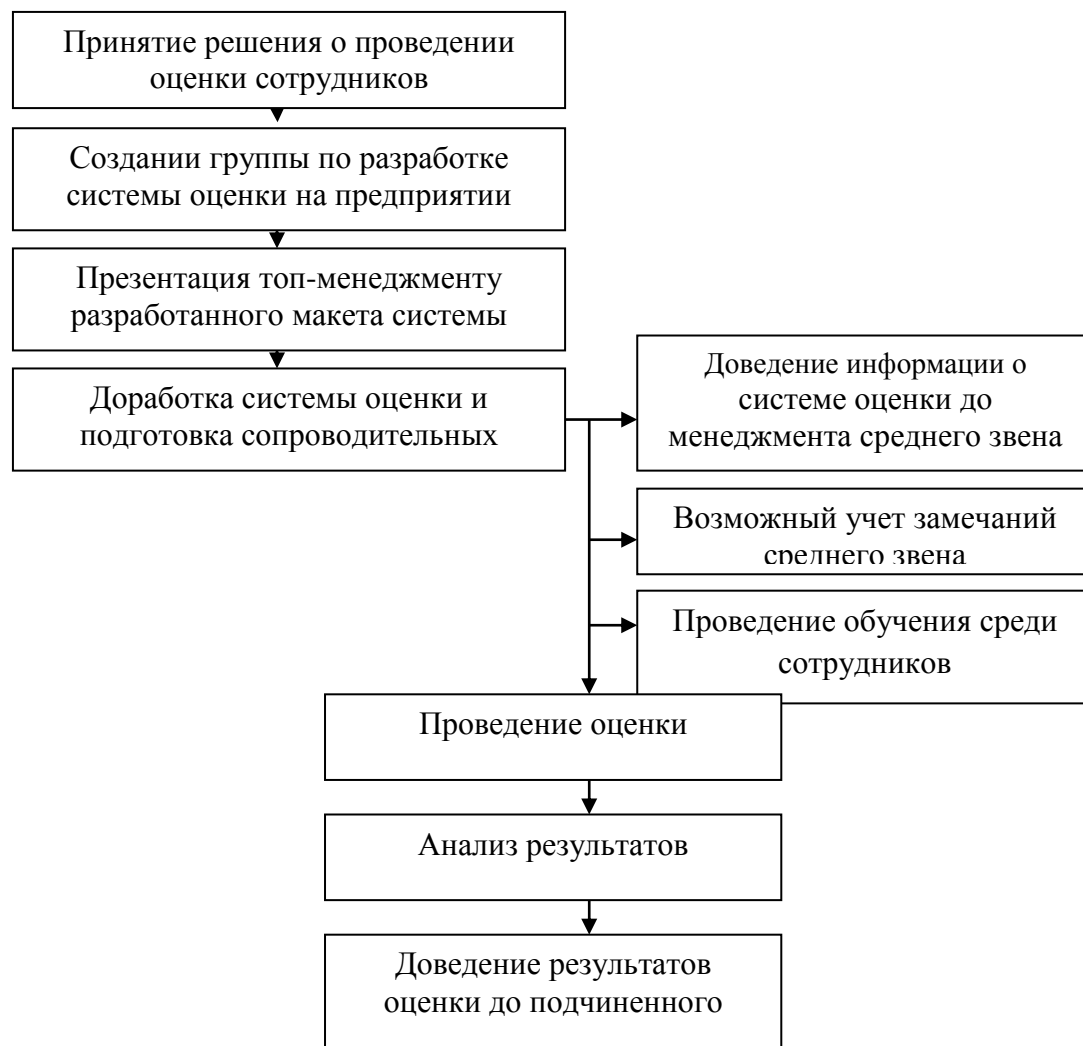 Принятие решения о проведении
оценки сотрудников
Создании группы по разработке
системы оценки на предприятии
Презентация топ-менеджменту
разработанного макета системы
Доработка системы оценки и
подготовка сопроводительных
Доведение информации о
системе оценки до
менеджмента среднего звена
Возможный учет замечаний
среднего звена
Проведение обучения среди
сотрудников
Проведение оценки
Анализ результатов
Доведение результатов
оценки до подчиненного